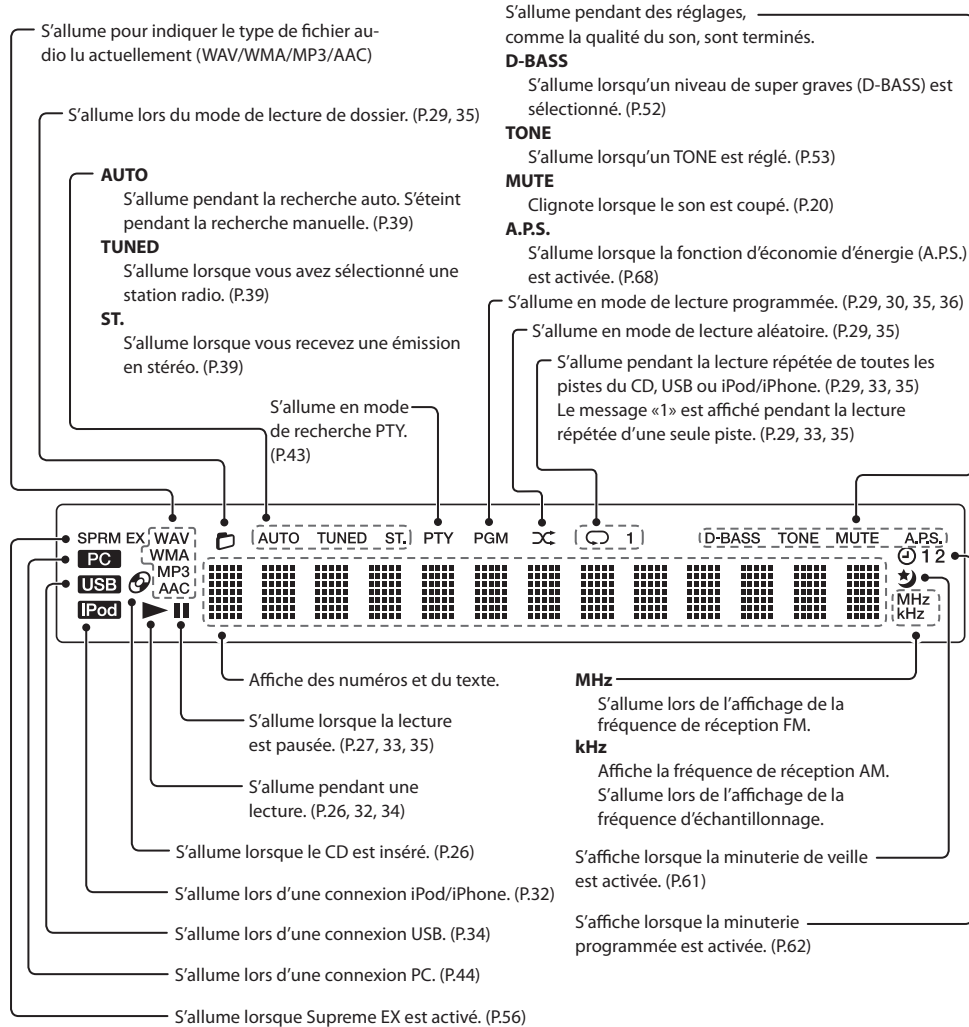 S'allume pour indiquer le type de fichier au-
dio lu actuellement (WAV/WMA/MP3/AAC)
S'allume lors du mode de lecture de dossier. (P.29, 35)
AUTO
S'allume pendant la recherche auto. S'éteint
pendant la recherche manuelle. (P.39)
TUNED
S'allume lorsque vous avez sélectionné une
station radio. (P.39)
ST.
S'allume lorsque vous recevez une émission
en stéréo. (P.39)
S'allume en mode
de recherche PTY.
(P.43)
S'allume pendant des réglages,
comme la qualité du son, sont terminés.
D-BASS
S'allume lorsqu'un niveau de super graves (D-BASS) est
sélectionné. (P.52)
TONE
S'allume lorsqu'un TONE est réglé. (P.53)
MUTE
Clignote lorsque le son est coupé. (P.20)
A.P.S.
S'allume lorsque la fonction d'économie d'énergie (A.P.S.)
est activée. (P.68)
S'allume en mode de lecture programmée. (P.29, 30, 35, 36)
S'allume en mode de lecture aléatoire. (P.29, 35)
S'allume pendant la lecture répétée de toutes les
pistes du CD, USB ou iPod/iPhone. (P.29, 33, 35)
Le message «1» est affiché pendant la lecture
répétée d'une seule piste. (P.29, 33, 35)
SPRM EX WAV AUTO TUNED ST. PTY PGM 1 D-BASS TONE MUTE A.P.S.
PC WMA 1 2
USB MP3
AAC MHz
iPod kHz
Affiche des numéros et du texte.
S'allume lorsque la lecture
est pausée. (P.27, 33, 35)
S'allume pendant une
lecture. (P.26, 32, 34)
S'allume lorsque le CD est inséré. (P.26)
S'allume lors d'une connexion iPod/iPhone. (P.32)
S'allume lors d'une connexion USB. (P.34)
S'allume lors d'une connexion PC. (P.44)
S'allume lorsque Supreme EX est activé. (P.56)
MHz
S'allume lors de l'affichage de la
fréquence de réception FM.
kHz
Affiche la fréquence de réception AM.
S'allume lors de l'affichage de la
fréquence d'échantillonnage.
S'affiche lorsque la minuterie de veille
est activée. (P.61)
S'affiche lorsque la minuterie
programmée est activée. (P.62)